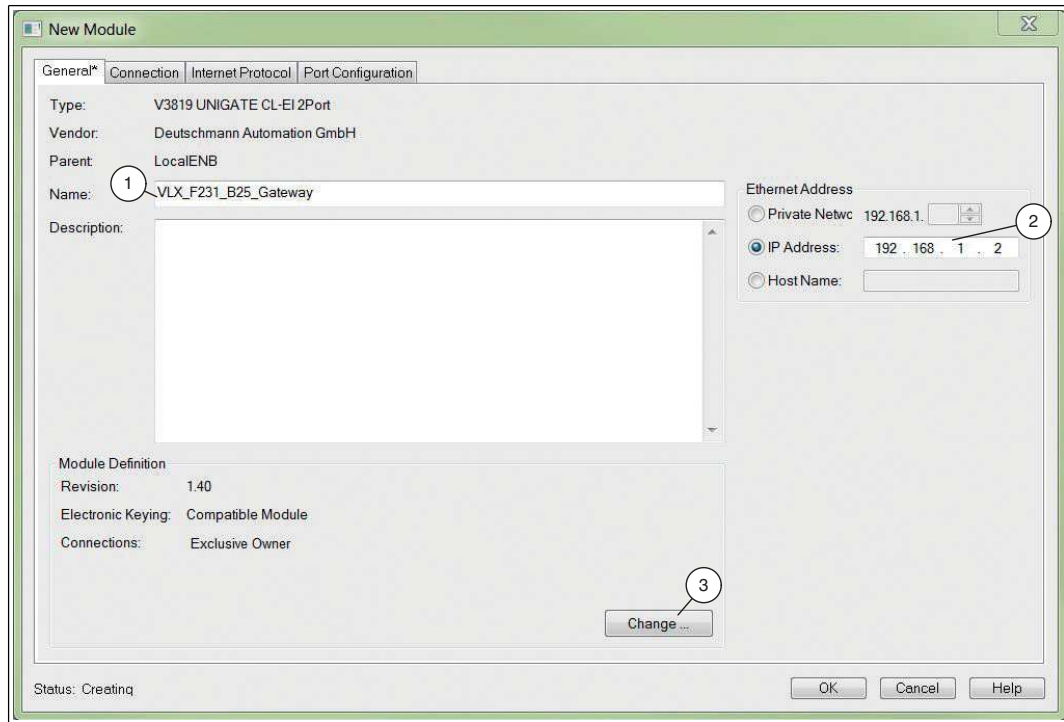 New Module
General* Connection Internet Protocol Port Configuration
Type: V3819 UNIGATE CL-EI 2Port
Vendor: Deutschmann Automation GmbH
Parent: LocalENB
Name: 1 VLX_F231_B25_Gateway
Description:
Ethernet Address
Private Netwc 192.168.1.
2
IP Address: 192 . 168 . 1 . 2
Host Name:
Module Definition
Revision: 1.40
Electronic Keying: Compatible Module
Connections: Exclusive Owner
3
Change ...
Status: Creating
OK Cancel Help